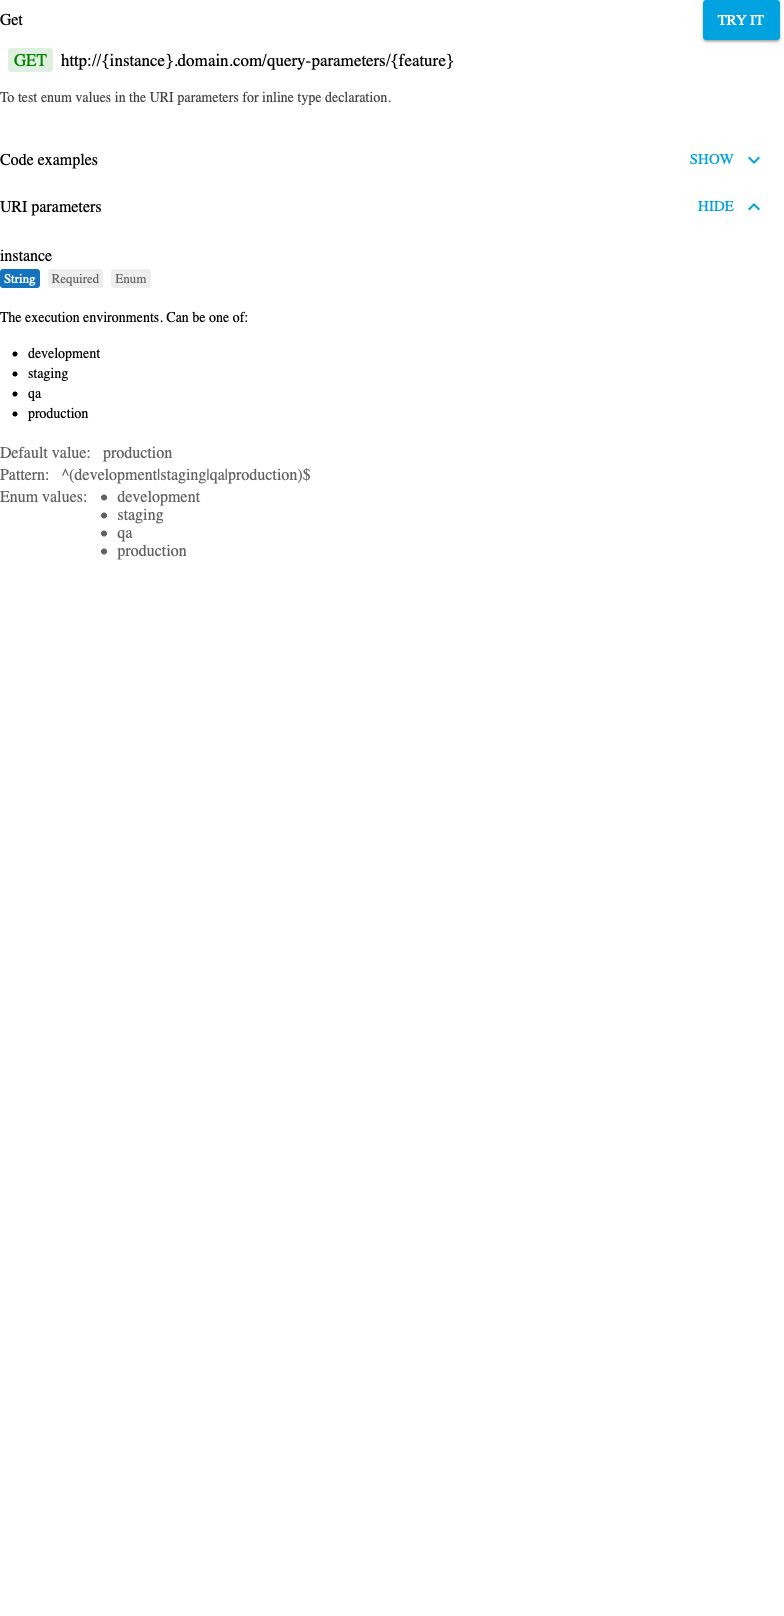 Get TRY IT
GET http://{instance}.domain.com/query-parameters/{feature}
To test enum values in the URI parameters for inline type declaration.
Code examples SHOW
URI parameters HIDE
instance
String Required Enum
The execution environments. Can be one of:
• development
• staging
• qa
• production
Default value: production
Pattern: ^(development|staging|qa|production)$
Enum values: • development
• staging
• qa
• production